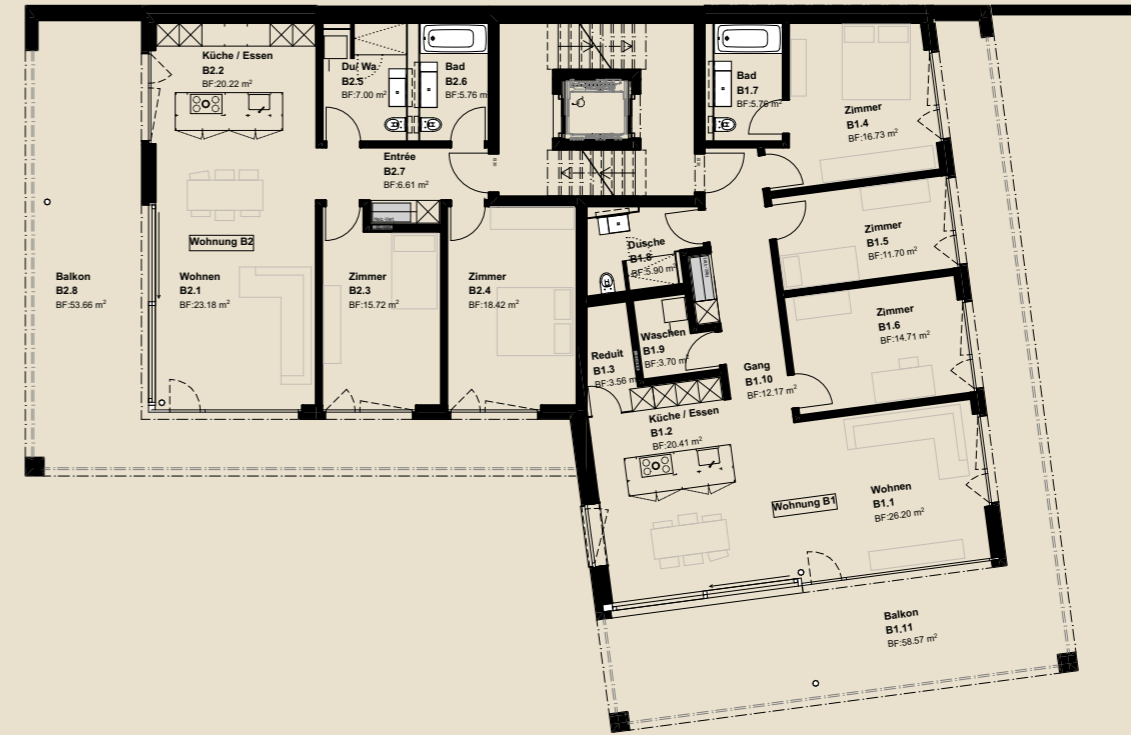 Küche / Essen
B2.2
BF:20.22 m²
Du/ Wa.
B2.5
BF:7.00 m²
Bad
B2.6
BF:5.76 m
Bad
B1.7
BF:5.76 m²
Zimmer
B1.4
BF:16.73 m²
Entrée
B2.7
BF:6.61 m²
Wohnung B2
Zimmer
B1.5
BF:11.70 m²
Dusche
B1.8
BF:5.90 m²
Balkon
B2.8
BF:53.66 m²
Wohnen
B2.1
BF:23.18 m²
Zimmer
B2.3
BF:15.72 m²
Zimmer
B2.4
BF:18.42 m²
Zimmer
B1.6
BF:14.71 m²
Waschen
B1.9
BF:3.70 m²
Reduit
B1.3
BF:3.56 m
Gang
B1.10
BF:12.17 m²
Küche / Essen
B1.2
BF:20.41 m²
Wohnung B1
Wohnen
B1.1
BF:26.20 m²
Balkon
B1.11
BF:58.57 m²